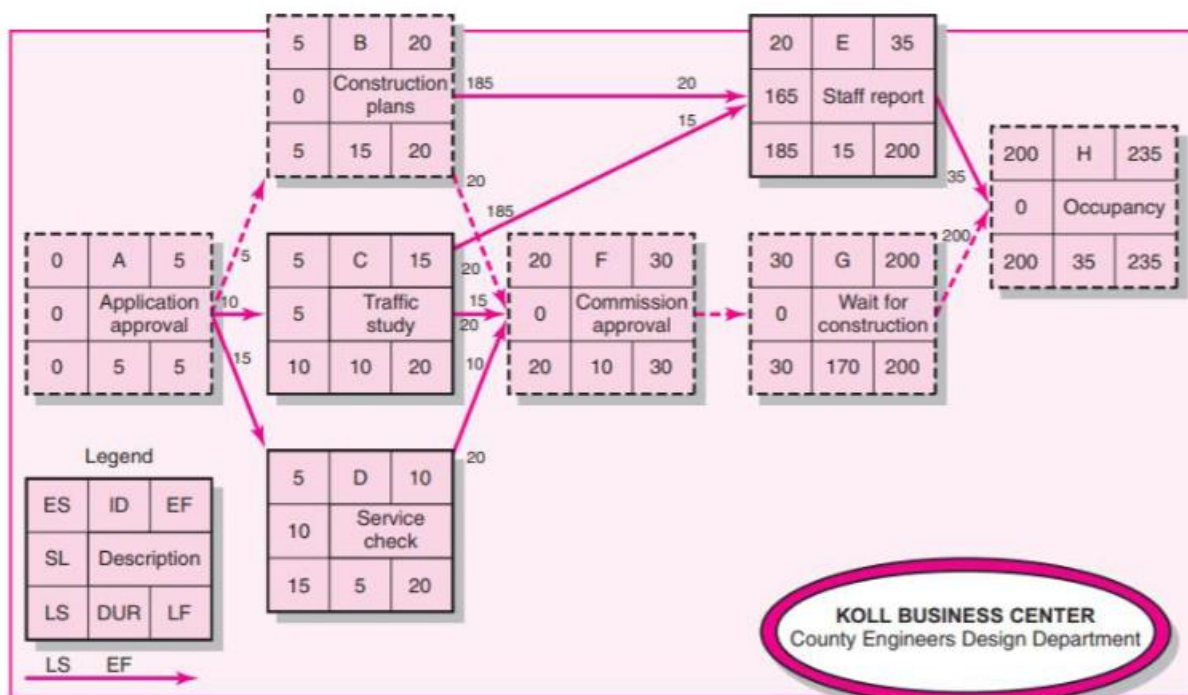 5 B 20
0 Construction plans
5 15 20
185
20
20 E 35
165 Staff report
185 15 200
15
20
185
35
200 H 235
0 Occupancy
200 35 235
200
0 A 5
0 Application approval
0 5 5
5
10
15
5 C 15
5 Traffic study
10 10 20
20
15
20
10
20
20 F 30
0 Commission approval
20 10 30
30 G 200
0 Wait for construction
30 170 200
5 D 10
10 Service check
15 5 20
Legend
ES ID EF
SL Description
LS DUR LF
LS EF
KOLL BUSINESS CENTER
County Engineers Design Department